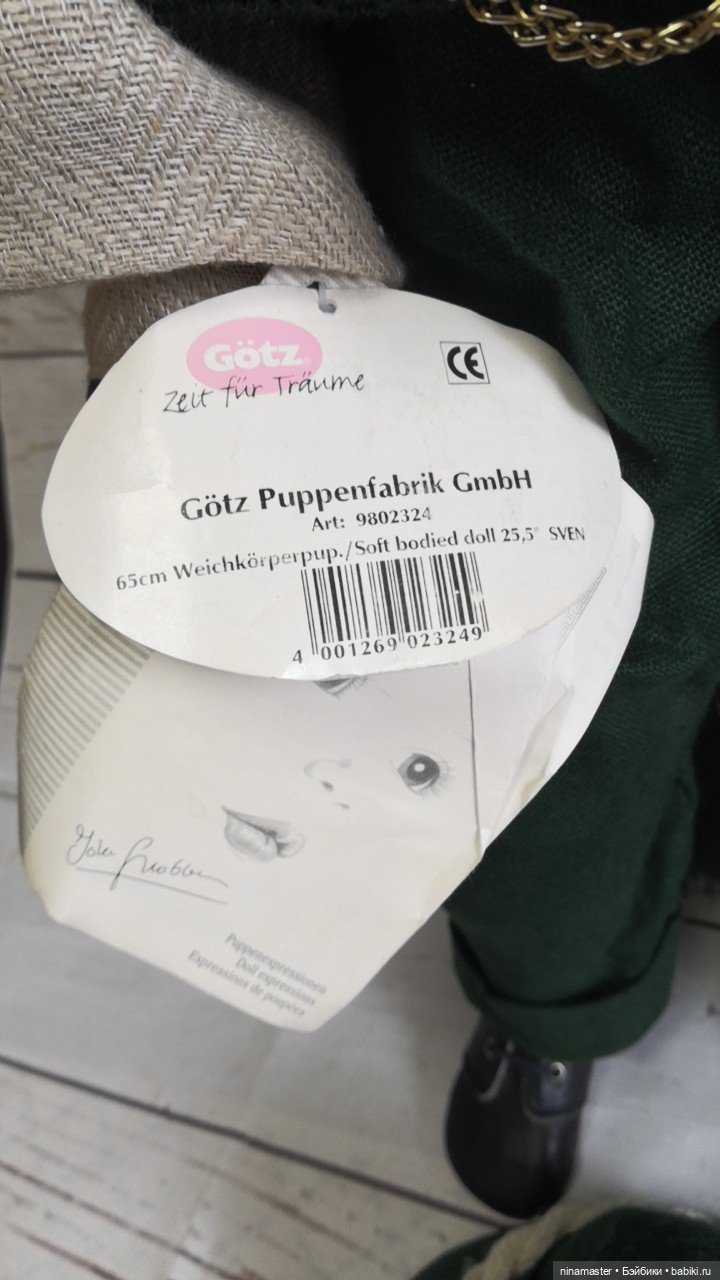 Götz
Zeit für Träume
CE
Götz Puppenfabrik GmbH
Art: 9802324
65cm Weichkörperpup./Soft bodied doll 25,5" SVEN
4 001269 023249
Puppenexpressionen
Doll expressions
Expressions de poupées
ninamaster • Бэйбики • babiki.ru